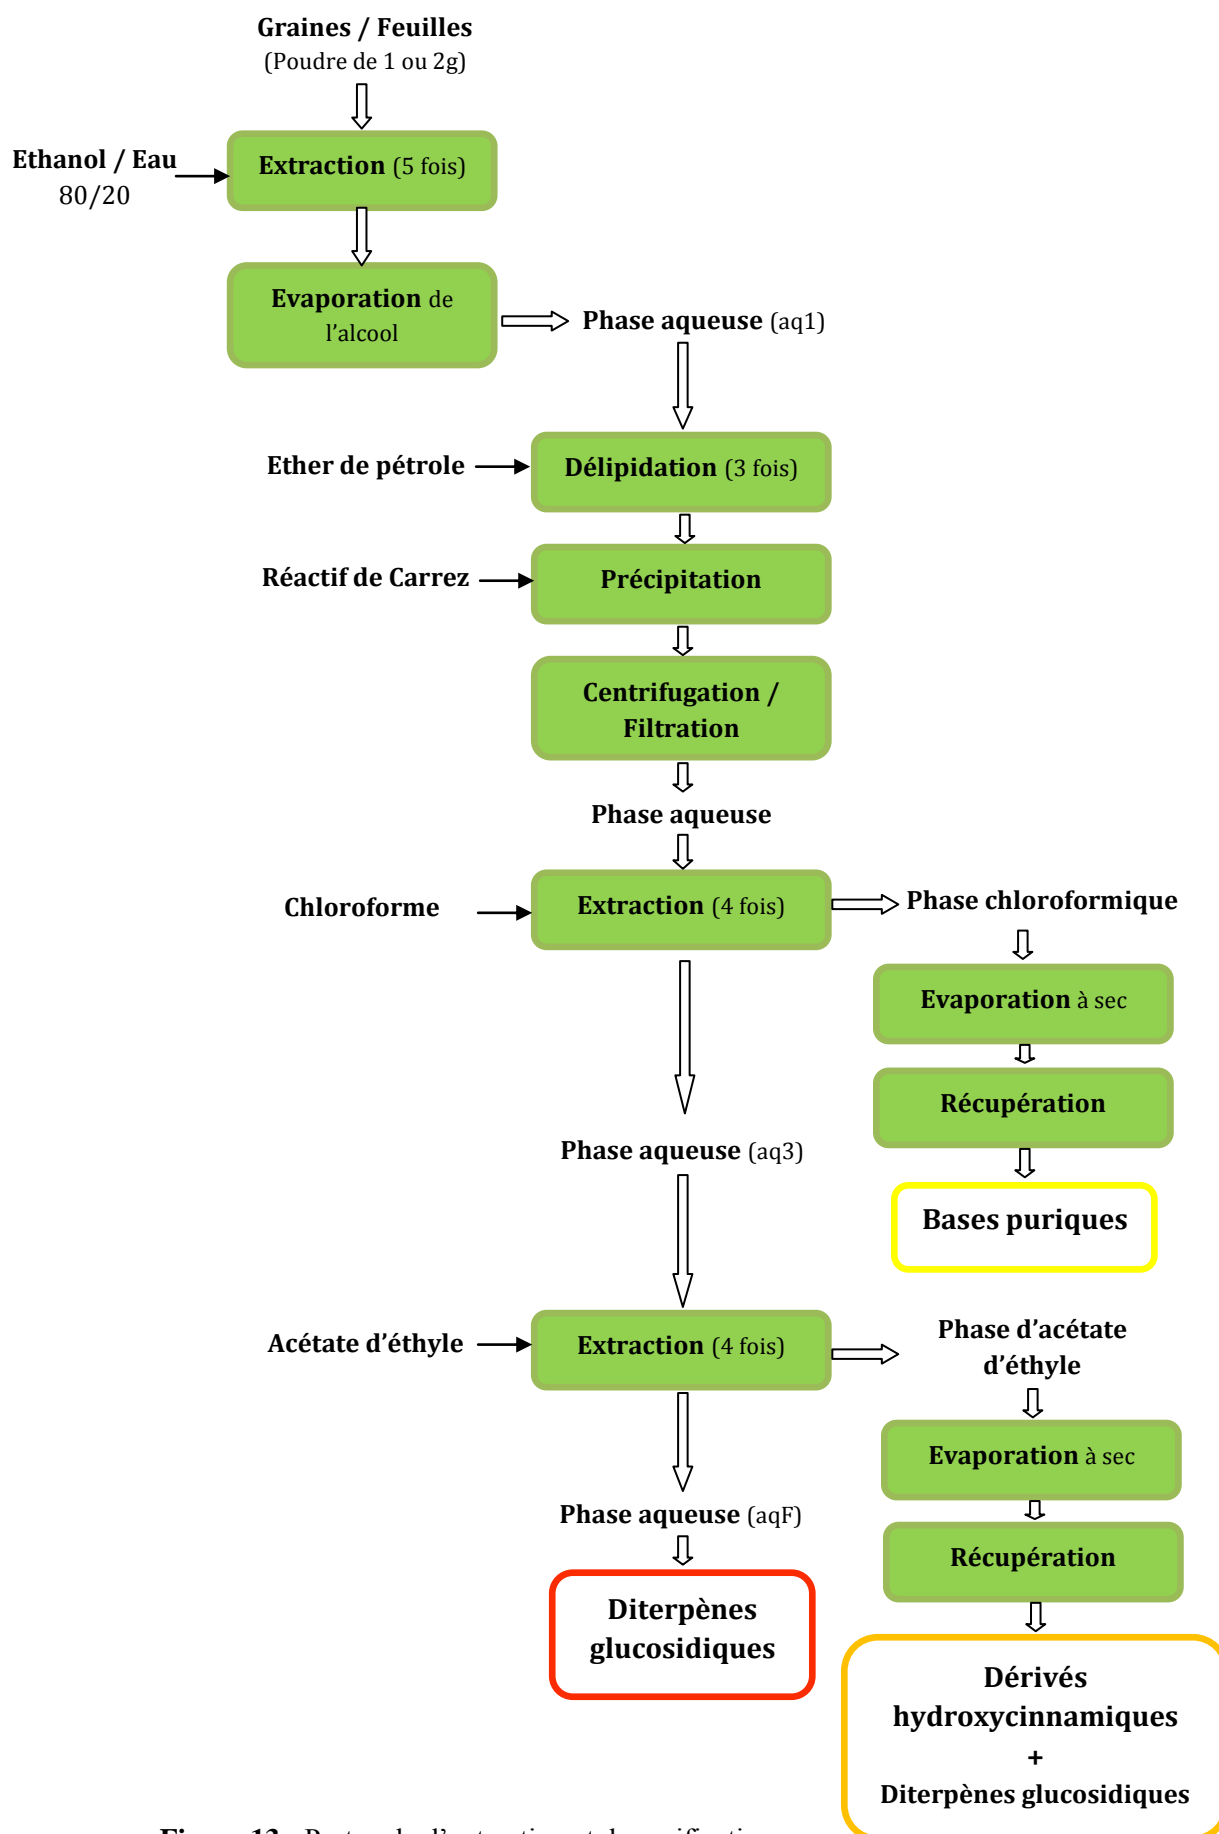 Graines / Feuilles
(Poudre de 1 ou 2g)
Ethanol / Eau
80/20
Extraction (5 fois)
Evaporation de
l'alcool
Phase aqueuse (aq1)
Ether de pétrole
Délipidation (3 fois)
Réactif de Carrez
Précipitation
Centrifugation /
Filtration
Phase aqueuse
Chloroforme
Extraction (4 fois)
Phase chloroformique
Evaporation à sec
Récupération
Bases puriques
Phase aqueuse (aq3)
Acétate d'éthyle
Extraction (4 fois)
Phase d'acétate
d'éthyle
Evaporation à sec
Récupération
Phase aqueuse (aqF)
Diterpènes
glucosidiques
Dérivés
hydroxycinnamiques
+
Diterpènes glucosidiques